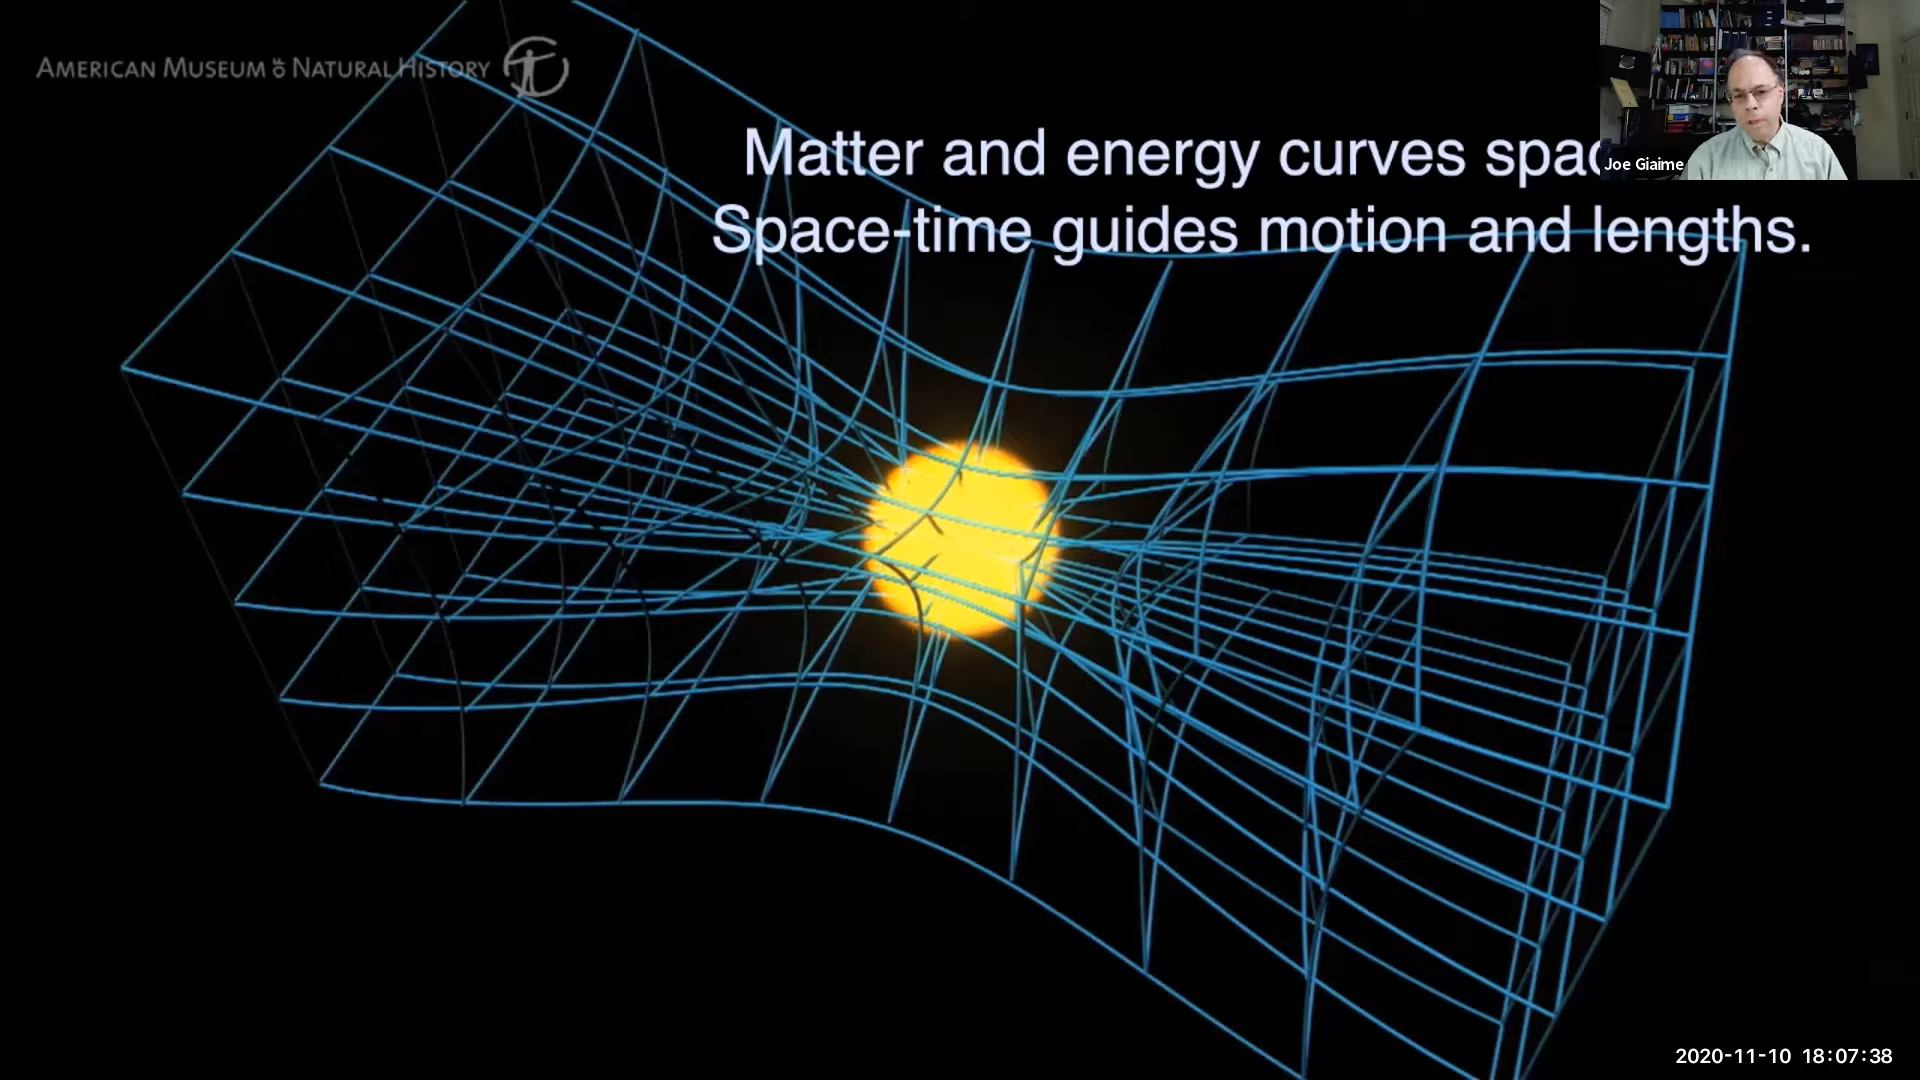 AMERICAN MUSEUM OF NATURAL HISTORY
Matter and energy curves spac
Joe Giaime
Space-time guides motion and lengths.
2020-11-10 18:07:38